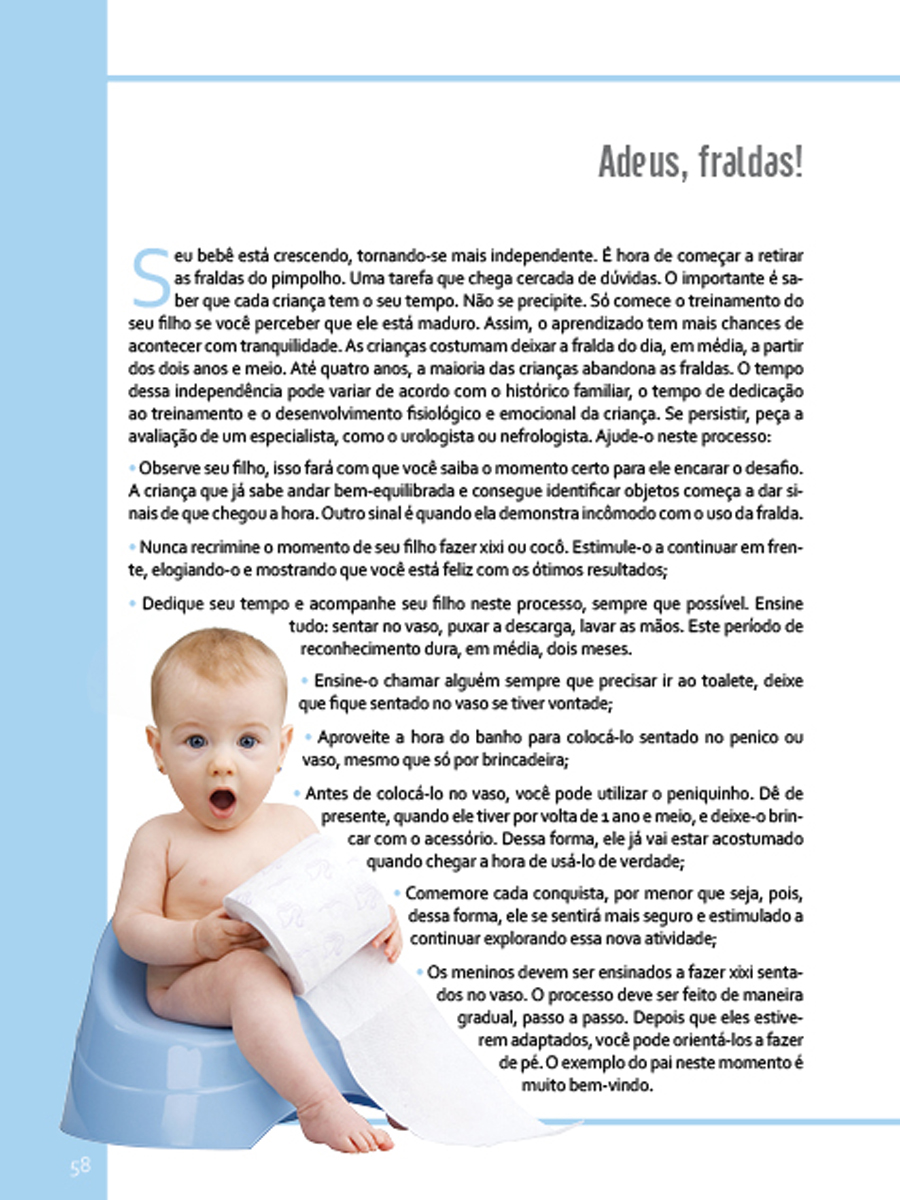 Adeus, fraldas!
Seu bebê está crescendo, tornando-se mais independente. É hora de começar a retirar
as fraldas do pimpolho. Uma tarefa que chega cercada de dúvidas. O importante é sa-
ber que cada criança tem o seu tempo. Não se precipite. Só comece o treinamento do
seu filho se você perceber que ele está maduro. Assim, o aprendizado tem mais chances de
acontecer com tranquilidade. As crianças costumam deixar a fralda do dia, em média, a partir
dos dois anos e meio. Até quatro anos, a maioria das crianças abandona as fraldas. O tempo
dessa independência pode variar de acordo com o histórico familiar, o tempo de dedicação
ao treinamento e o desenvolvimento fisiológico e emocional da criança. Se persistir, peça a
avaliação de um especialista, como o urologista ou nefrologista. Ajude-o neste processo:
• Observe seu filho, isso fará com que você saiba o momento certo para ele encarar o desafio.
A criança que já sabe andar bem-equilibrada e consegue identificar objetos começa a dar si-
nais de que chegou a hora. Outro sinal é quando ela demonstra incômodo com o uso da fralda.
• Nunca recrimine o momento de seu filho fazer xixi ou cocô. Estimule-o a continuar em fren-
te, elogiando-o e mostrando que você está feliz com os ótimos resultados;
• Dedique seu tempo e acompanhe seu filho neste processo, sempre que possível. Ensine
tudo: sentar no vaso, puxar a descarga, lavar as mãos. Este período de
reconhecimento dura, em média, dois meses.
• Ensine-o chamar alguém sempre que precisar ir ao toalete, deixe
que fique sentado no vaso se tiver vontade;
• Aproveite a hora do banho para colocá-lo sentado no penico ou
vaso, mesmo que só por brincadeira;
• Antes de colocá-lo no vaso, você pode utilizar o peniquinho. Dê de
presente, quando ele tiver por volta de 1 ano e meio, e deixe-o brin-
car com o acessório. Dessa forma, ele já vai estar acostumado
quando chegar a hora de usá-lo de verdade;
• Comemore cada conquista, por menor que seja, pois,
dessa forma, ele se sentirá mais seguro e estimulado a
continuar explorando essa nova atividade;
• Os meninos devem ser ensinados a fazer xixi senta-
dos no vaso. O processo deve ser feito de maneira
gradual, passo a passo. Depois que eles estive-
rem adaptados, você pode orientá-los a fazer
de pé. O exemplo do pai neste momento é
muito bem-vindo.
58